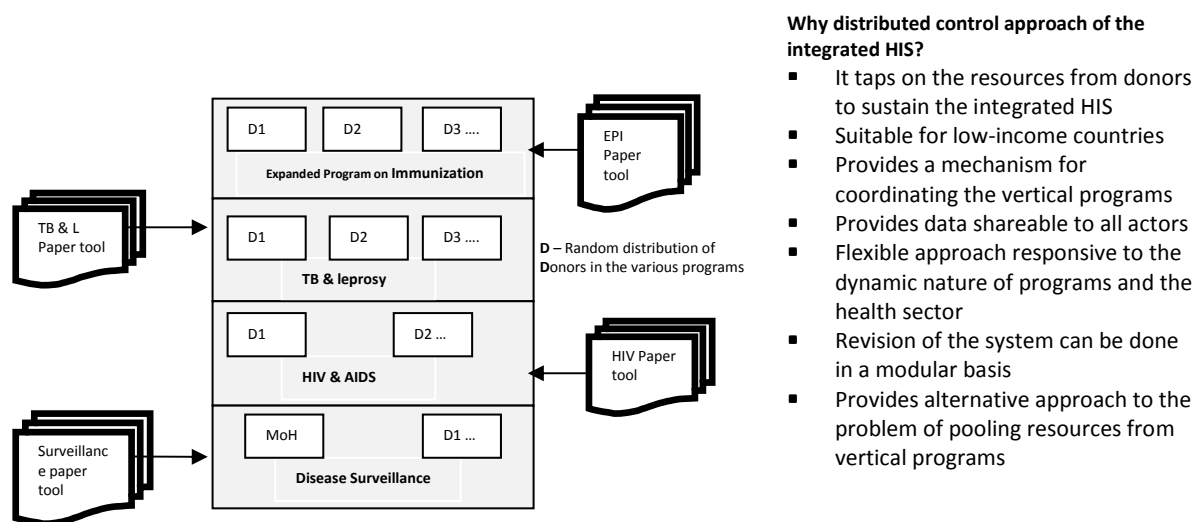 D1
D2
D3 ....
Expanded Program on Immunization
EPI
Paper
tool
TB & L
Paper tool
D1
D2
D3 ....
TB & leprosy
D – Random distribution of
Donors in the various programs
D1
D2 ...
HIV & AIDS
HIV Paper
tool
Surveillanc
e paper
tool
MoH
D1 ...
Disease Surveillance
Why distributed control approach of the
integrated HIS?
▪ It taps on the resources from donors
to sustain the integrated HIS
▪ Suitable for low-income countries
▪ Provides a mechanism for
coordinating the vertical programs
▪ Provides data shareable to all actors
▪ Flexible approach responsive to the
dynamic nature of programs and the
health sector
▪ Revision of the system can be done
in a modular basis
▪ Provides alternative approach to the
problem of pooling resources from
vertical programs